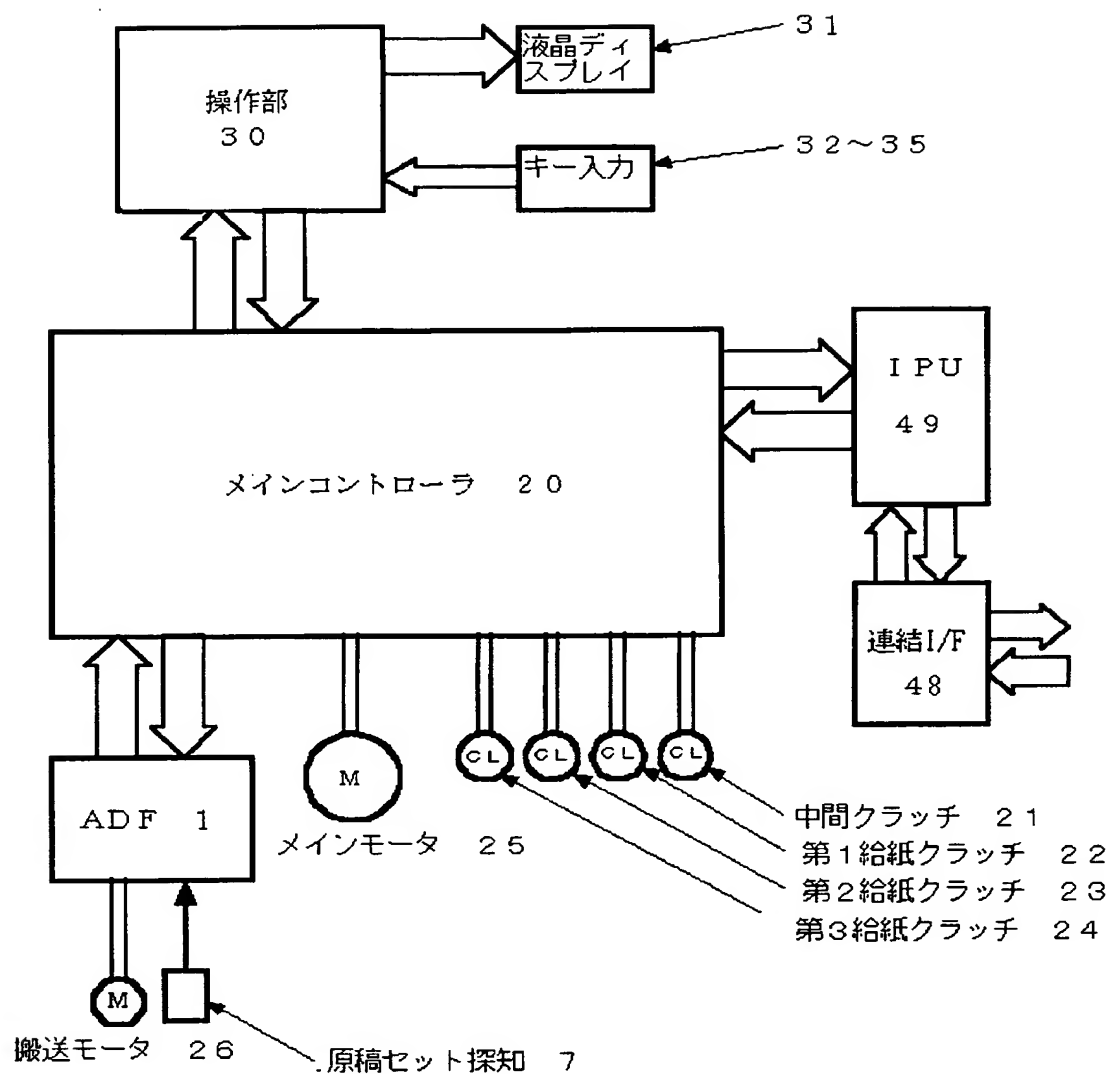 ３１
液晶ディ
スプレイ
操作部
３０
３２～３５
キー入力
ＩＰＵ
４９
メインコントローラ ２０
連結I/F
４８
ＡＤＦ １
Ｍ
メインモータ ２５
ＣＬ
ＣＬ
ＣＬ
ＣＬ
中間クラッチ ２１
第１給紙クラッチ ２２
第２給紙クラッチ ２３
第３給紙クラッチ ２４
Ｍ
搬送モータ ２６
原稿セット探知 ７